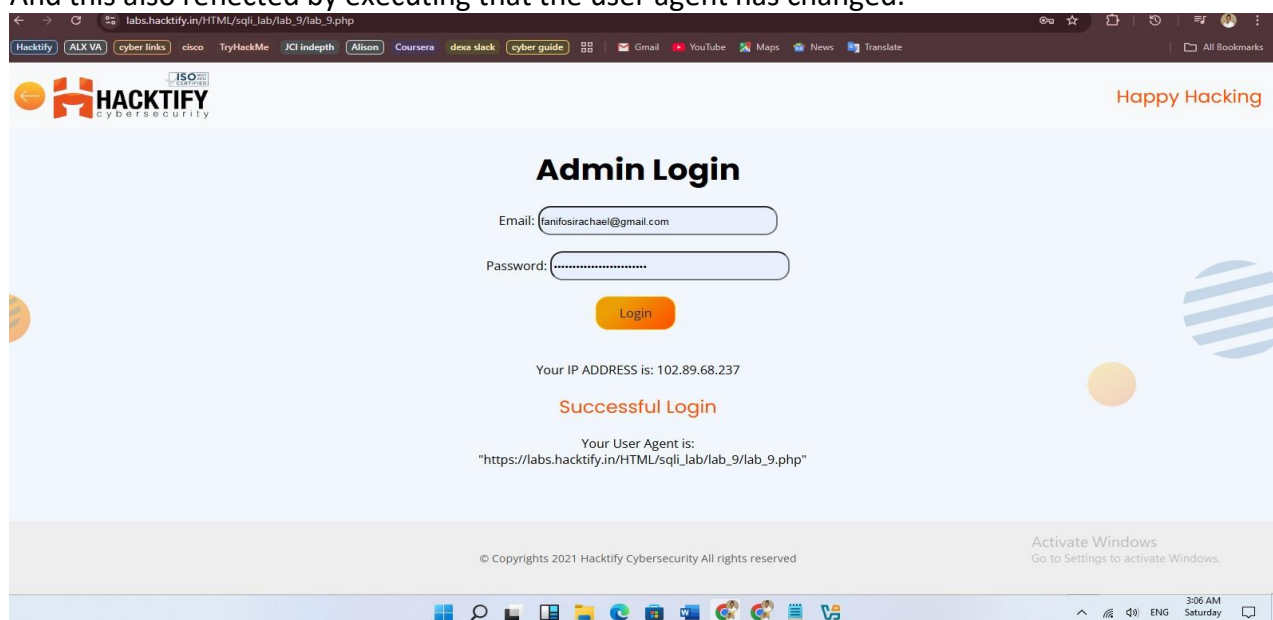 And this also reflected by executing that the user agent has changed.
labs.hacktify.in/HTML/sqli_lab/lab_9/lab_9.php
Hacktify ALX VA cyber links cisco TryHackMe JCI indepth Alison Coursera dexa slack cyber guide Gmail YouTube Maps News Translate All Bookmarks
ISO
CERTIFIED
HACKTIFY
cybersecurity
Happy Hacking
Admin Login
Email: fanifosirachael@gmail.com
Password: ························
Login
Your IP ADDRESS is: 102.89.68.237
Successful Login
Your User Agent is:
"https://labs.hacktify.in/HTML/sqli_lab/lab_9/lab_9.php"
© Copyrights 2021 Hacktify Cybersecurity All rights reserved
Activate Windows
Go to Settings to activate Windows.
ENG
3:06 AM
Saturday